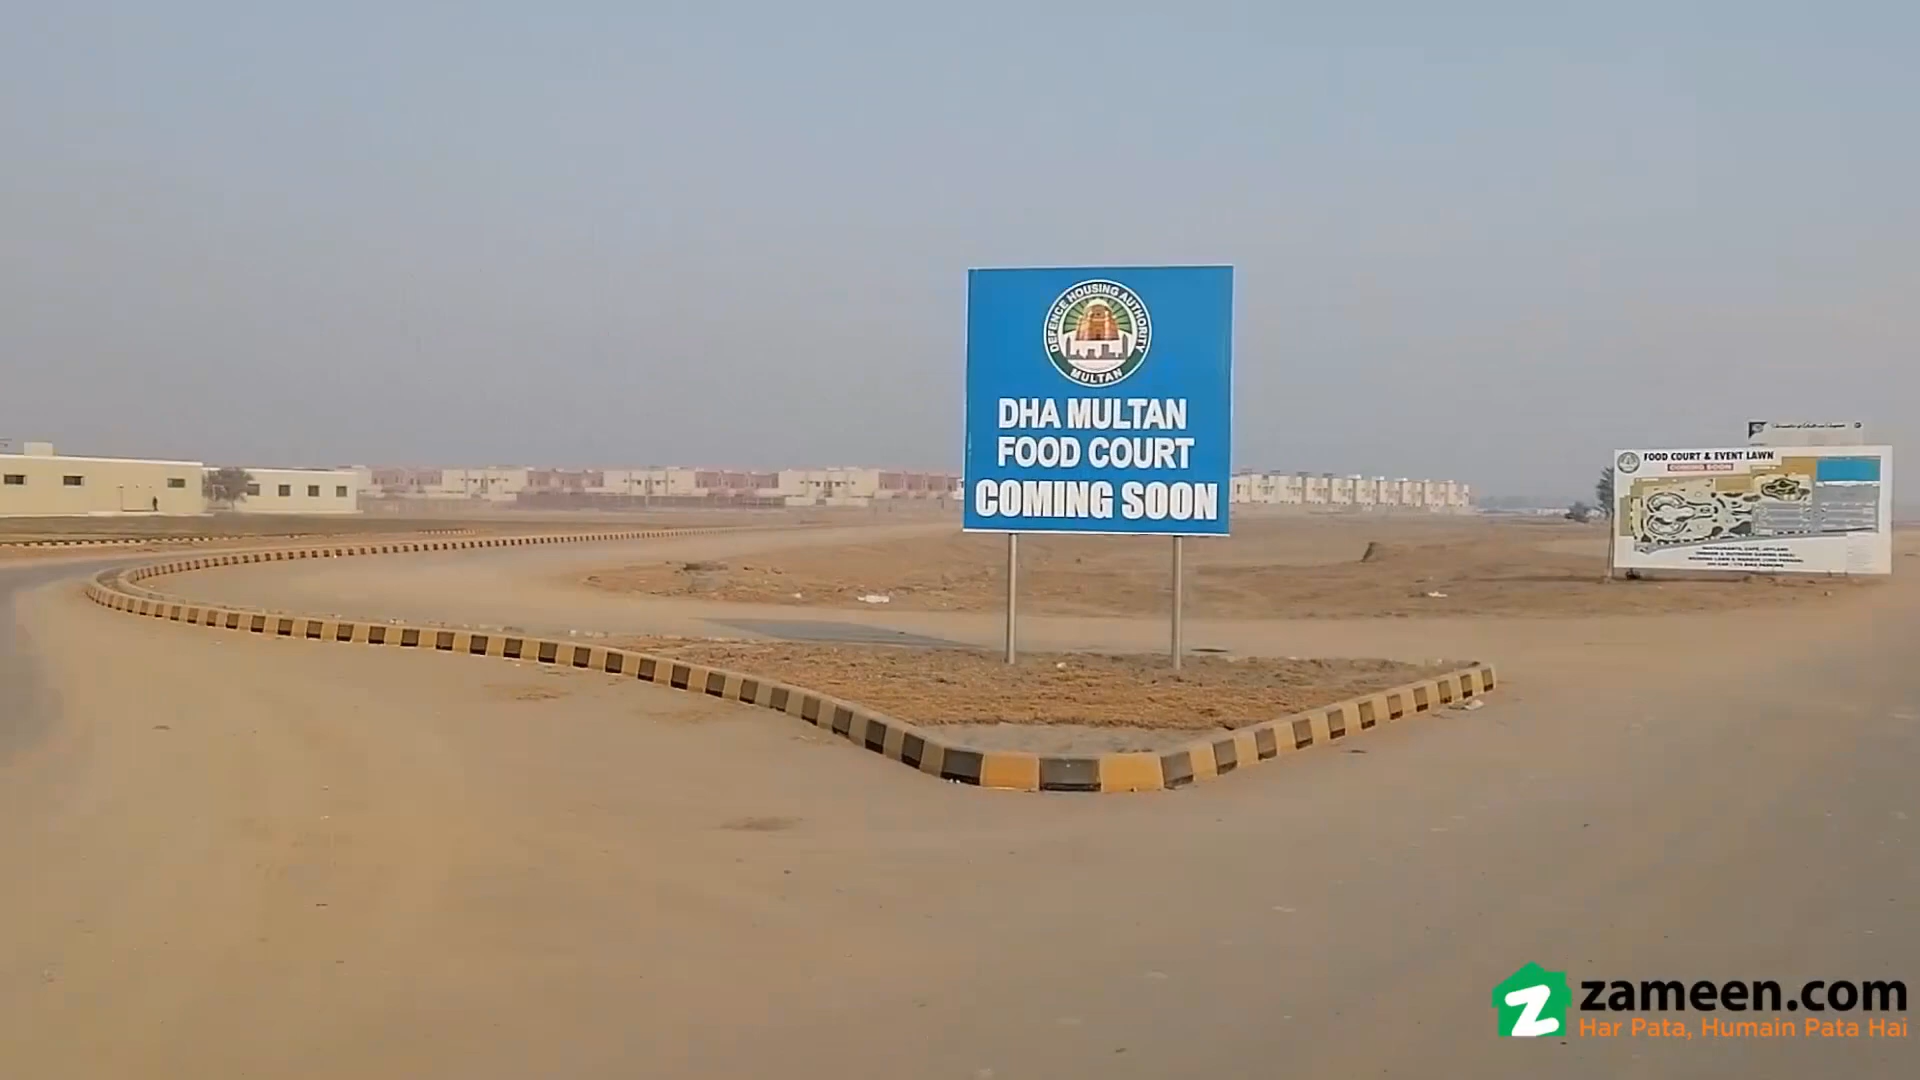 DEFENCE HOUSING AUTHORITY
MULTAN
DHA MULTAN
FOOD COURT
COMING SOON
FOOD COURT & EVENT LAWN
COMING SOON
zameen.com
Har Pata, Humain Pata Hai